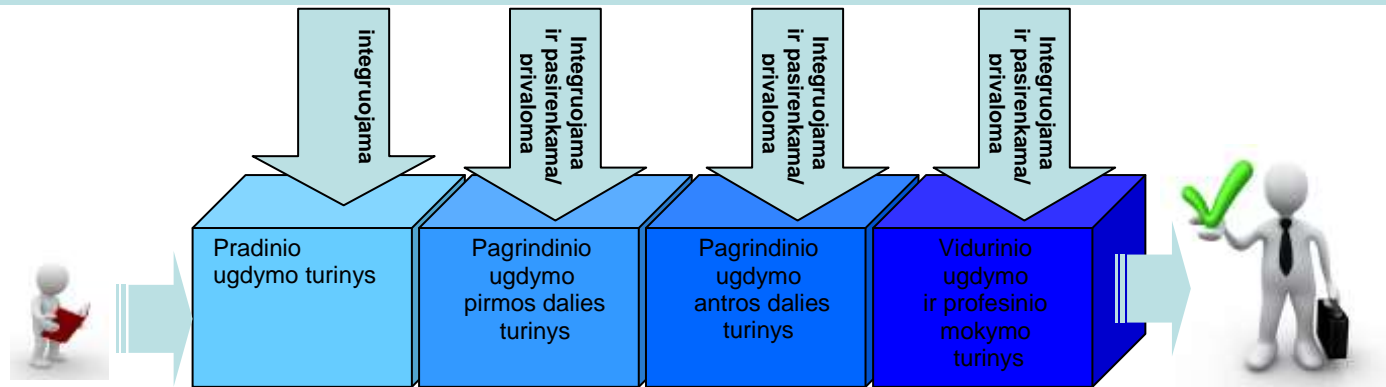 integruojama
Integruojama
ir pasirenkama/
privaloma
Integruojama
ir pasirenkama/
privaloma
Integruojama
ir pasirenkama/
privaloma
Pradinio
ugdymo turinys
Pagrindinio
ugdymo
pirmos dalies
turinys
Pagrindinio
ugdymo
antros dalies
turinys
Vidurinio
ugdymo
ir profesinio
mokymo
turinys